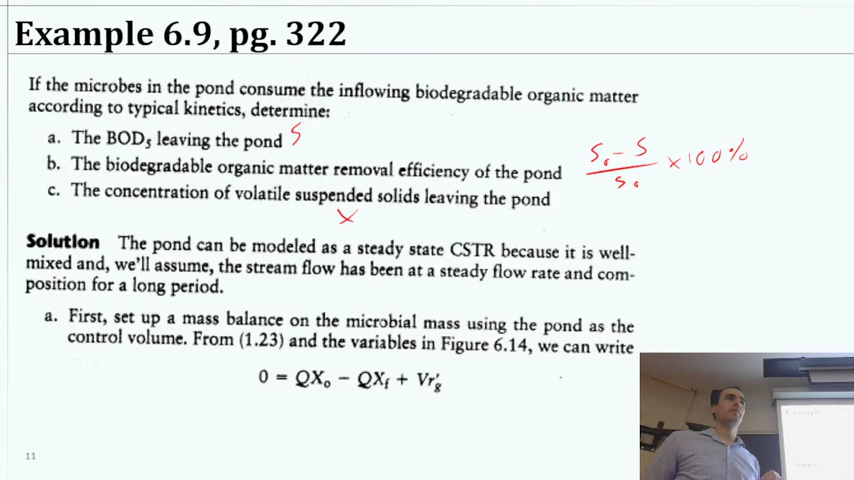 Example 6.9, pg. 322
If the microbes in the pond consume the inflowing biodegradable organic matter
according to typical kinetics, determine:
a. The BOD₅ leaving the pond S
b. The biodegradable organic matter removal efficiency of the pond
S₀ - S
S₀
× 100%
c. The concentration of volatile suspended solids leaving the pond
X
Solution The pond can be modeled as a steady state CSTR because it is well-
mixed and, we'll assume, the stream flow has been at a steady flow rate and com-
position for a long period.
a. First, set up a mass balance on the microbial mass using the pond as the
control volume. From (1.23) and the variables in Figure 6.14, we can write
0 = QX₀ − QX_f + Vr'_g
11